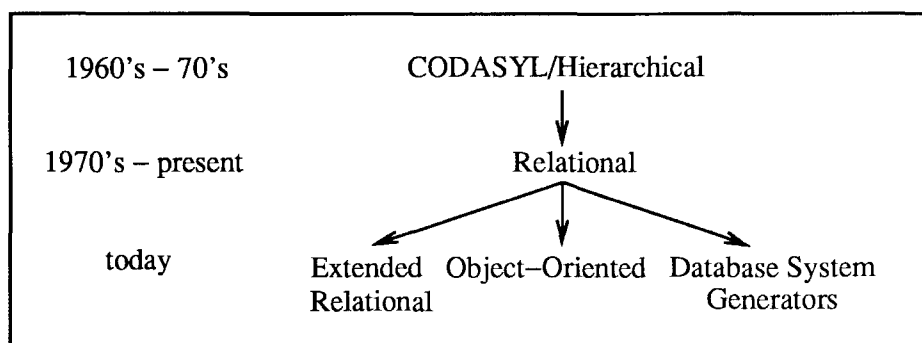 1960's – 70's CODASYL/Hierarchical
1970's – present Relational
today Extended Object–Oriented Database System
Relational Generators